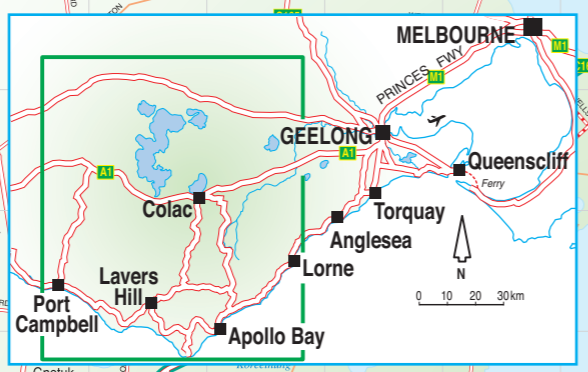 MELBOURNE
M1
PRINCES FWY
M1
GEELONG
A1
Queenscliff
Ferry
A1
Torquay
Colac
Anglesea
Lorne
N
Lavers
Hill
0 10 20 30km
Port
Campbell
Apollo Bay